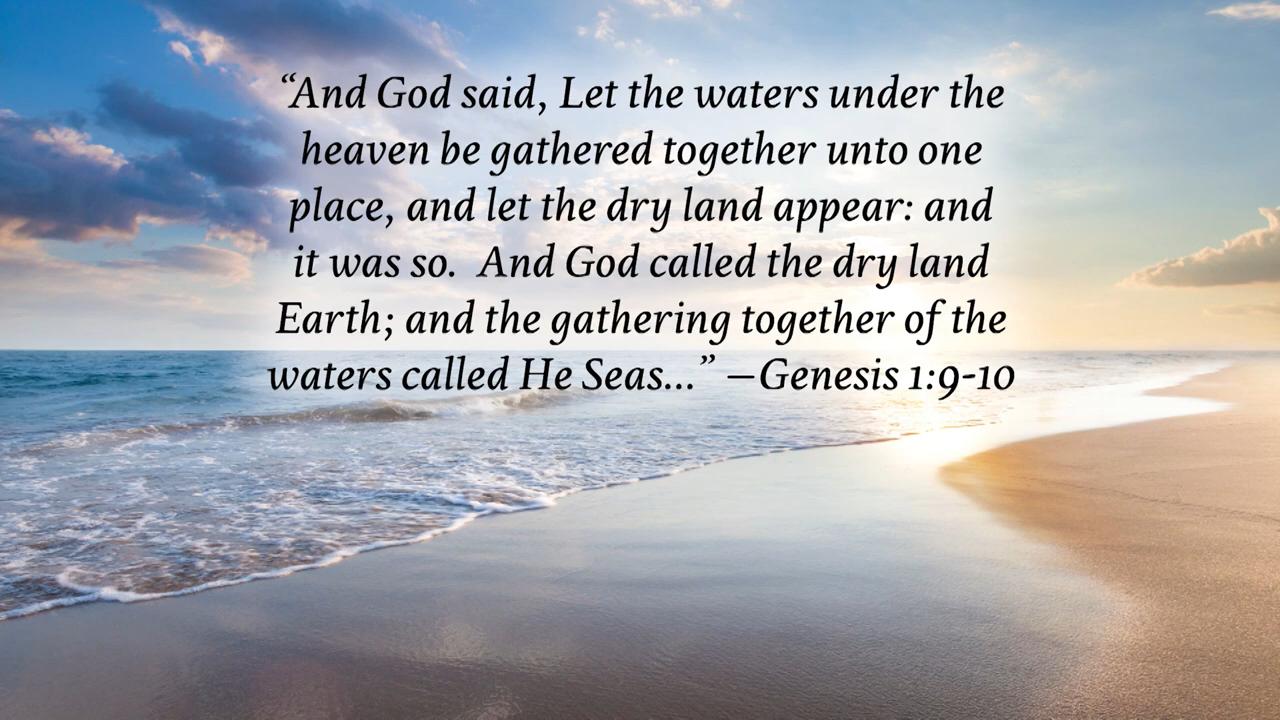 “And God said, Let the waters under the
heaven be gathered together unto one
place, and let the dry land appear: and
it was so.  And God called the dry land
Earth; and the gathering together of the
waters called He Seas...” —Genesis 1:9-10